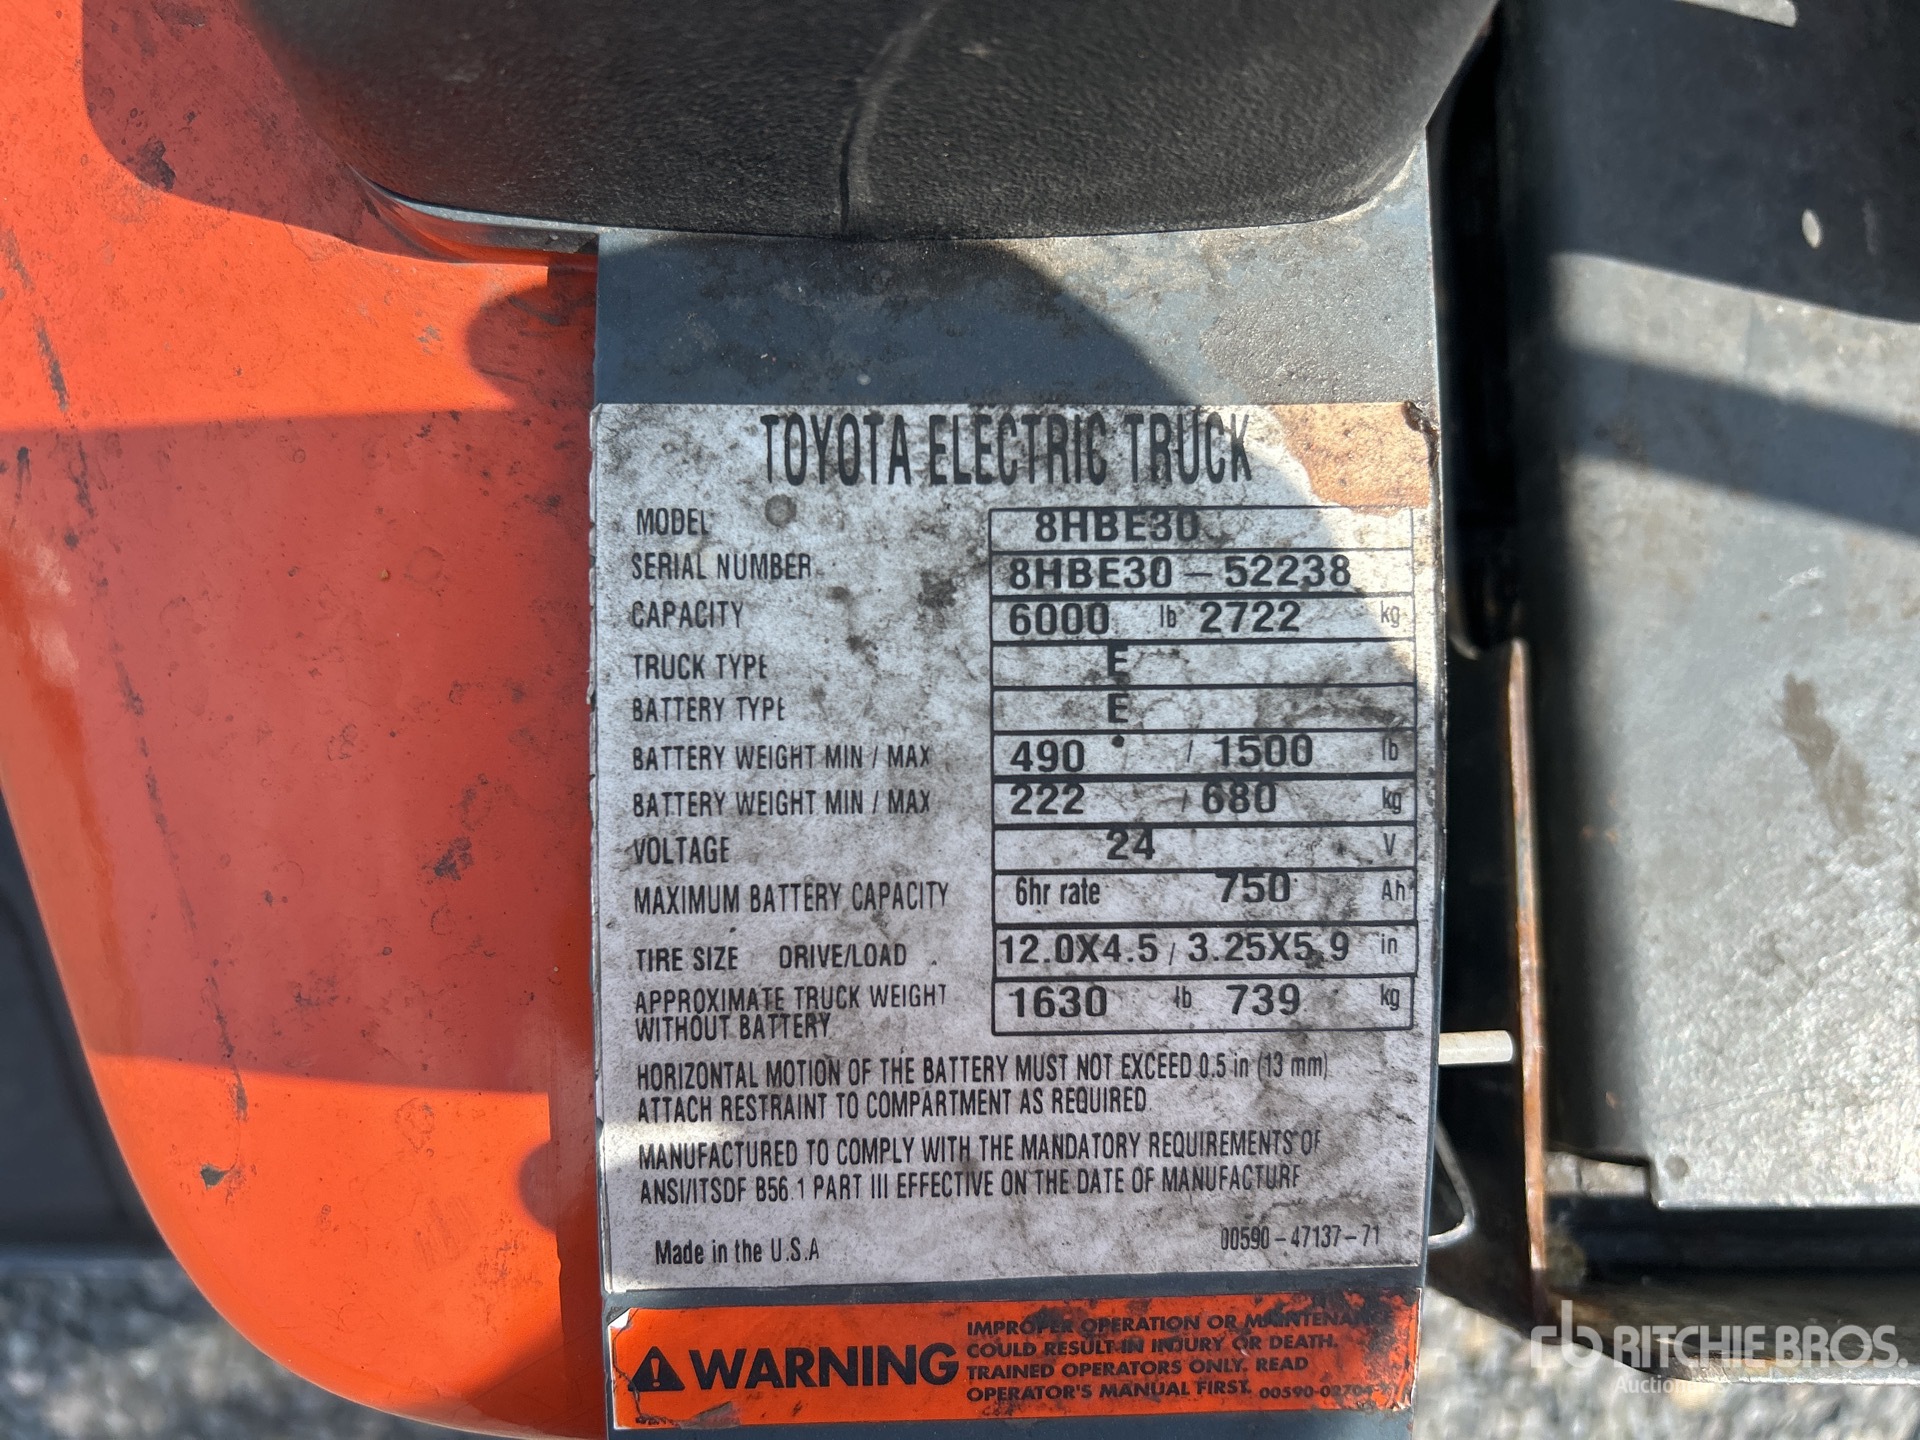 TOYOTA ELECTRIC TRUCK
MODEL 8HBE30
SERIAL NUMBER 8HBE30-52238
CAPACITY 6000 lb 2722 kg
TRUCK TYPE E
BATTERY TYPE E
BATTERY WEIGHT MIN / MAX 490 / 1500 lb
BATTERY WEIGHT MIN / MAX 222 / 680 kg
VOLTAGE 24 V
MAXIMUM BATTERY CAPACITY 6hr rate 750 Ah
TIRE SIZE DRIVE/LOAD 12.0X4.5 / 3.25X5.9 in
APPROXIMATE TRUCK WEIGHT
WITHOUT BATTERY 1630 lb 739 kg
HORIZONTAL MOTION OF THE BATTERY MUST NOT EXCEED 0.5 in (13 mm)
ATTACH RESTRAINT TO COMPARTMENT AS REQUIRED
MANUFACTURED TO COMPLY WITH THE MANDATORY REQUIREMENTS OF
ANSI/ITSDF B56.1 PART III EFFECTIVE ON THE DATE OF MANUFACTURE
Made in the U.S.A
00590-47137-71
WARNING
IMPROPER OPERATION OR MAINTENANCE
COULD RESULT IN INJURY OR DEATH.
TRAINED OPERATORS ONLY. READ
OPERATOR'S MANUAL FIRST.
rb RITCHIE BROS.
Auctioneers